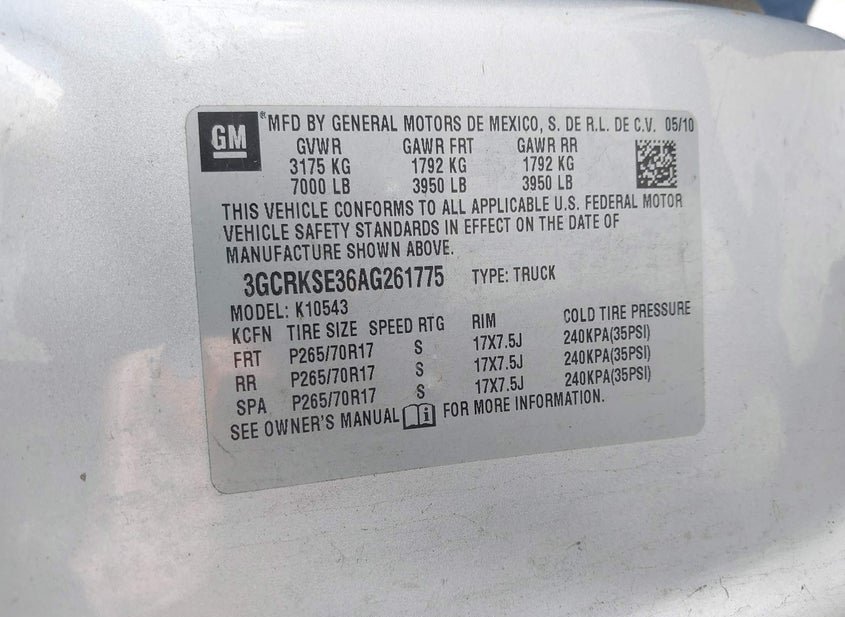 GM
® MFD BY GENERAL MOTORS DE MEXICO, S. DE R.L. DE C.V. 05/10
GVWR GAWR FRT GAWR RR
3175 KG 1792 KG 1792 KG
7000 LB 3950 LB 3950 LB
THIS VEHICLE CONFORMS TO ALL APPLICABLE U.S. FEDERAL MOTOR
VEHICLE SAFETY STANDARDS IN EFFECT ON THE DATE OF
MANUFACTURE SHOWN ABOVE.
3GCRKSE36AG261775 TYPE: TRUCK
MODEL: K10543
KCFN TIRE SIZE SPEED RTG RIM COLD TIRE PRESSURE
FRT P265/70R17 S 17X7.5J 240KPA(35PSI)
RR P265/70R17 S 17X7.5J 240KPA(35PSI)
SPA P265/70R17 S 17X7.5J 240KPA(35PSI)
SEE OWNER'S MANUAL i FOR MORE INFORMATION.